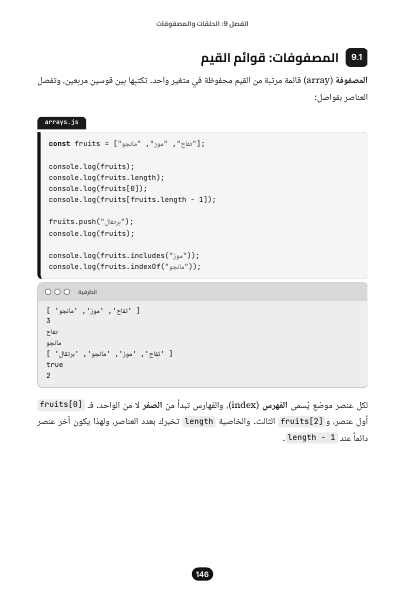 الفصل 9: الحلقات والمصفوفات
9.1 المصفوفات: قوائم القيم
المصفوفة (array) قائمة مرتبة من القيم محفوظة في متغير واحد. تكتبها بين قوسين مربعين، وتفصل
العناصر بفواصل:
arrays.js
const fruits = ["تفاح", "موز", "مانجو"];
console.log(fruits);
console.log(fruits.length);
console.log(fruits[0]);
console.log(fruits[fruits.length - 1]);
fruits.push("برتقال");
console.log(fruits);
console.log(fruits.includes("موز"));
console.log(fruits.indexOf("مانجو"));
الطرفية
[ 'تفاح', 'موز', 'مانجو' ]
3
تفاح
مانجو
[ 'تفاح', 'موز', 'مانجو', 'برتقال' ]
true
2
لكل عنصر موضع يُسمى الفهرس (index)، والفهارس تبدأ من الصفر لا من الواحد. فـ fruits[0]
أول عنصر، و fruits[2] الثالث. والخاصية length تخبرك بعدد العناصر، ولهذا يكون آخر عنصر
دائماً عند length - 1.
146